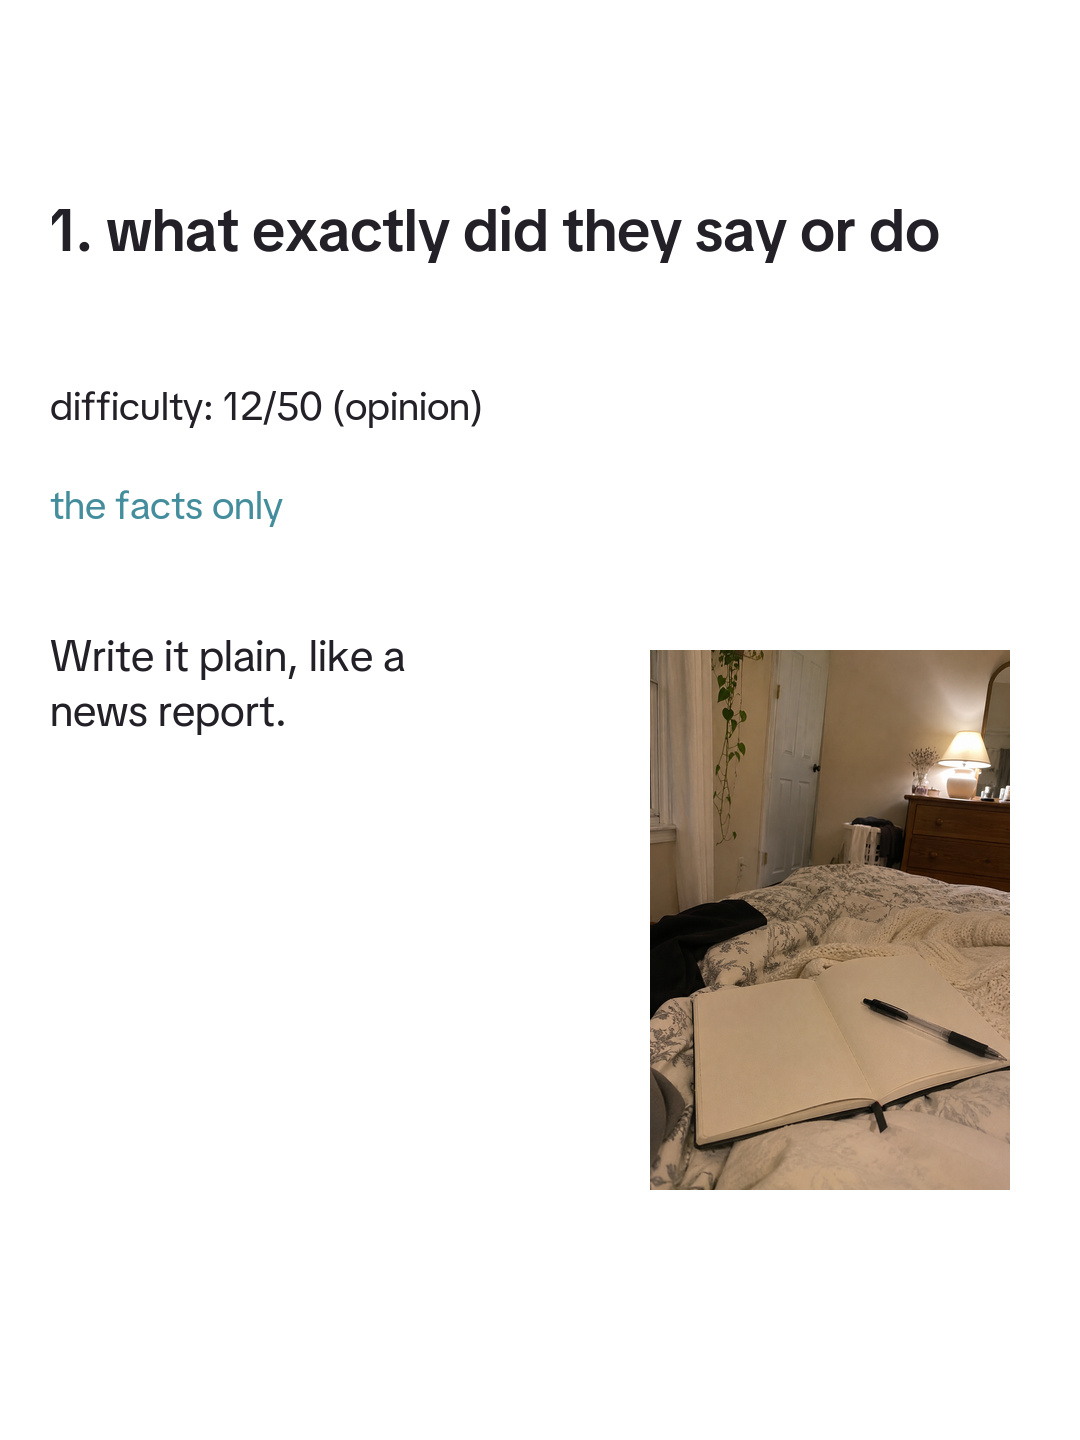 1. what exactly did they say or do
difficulty: 12/50 (opinion)
the facts only
Write it plain, like a
news report.